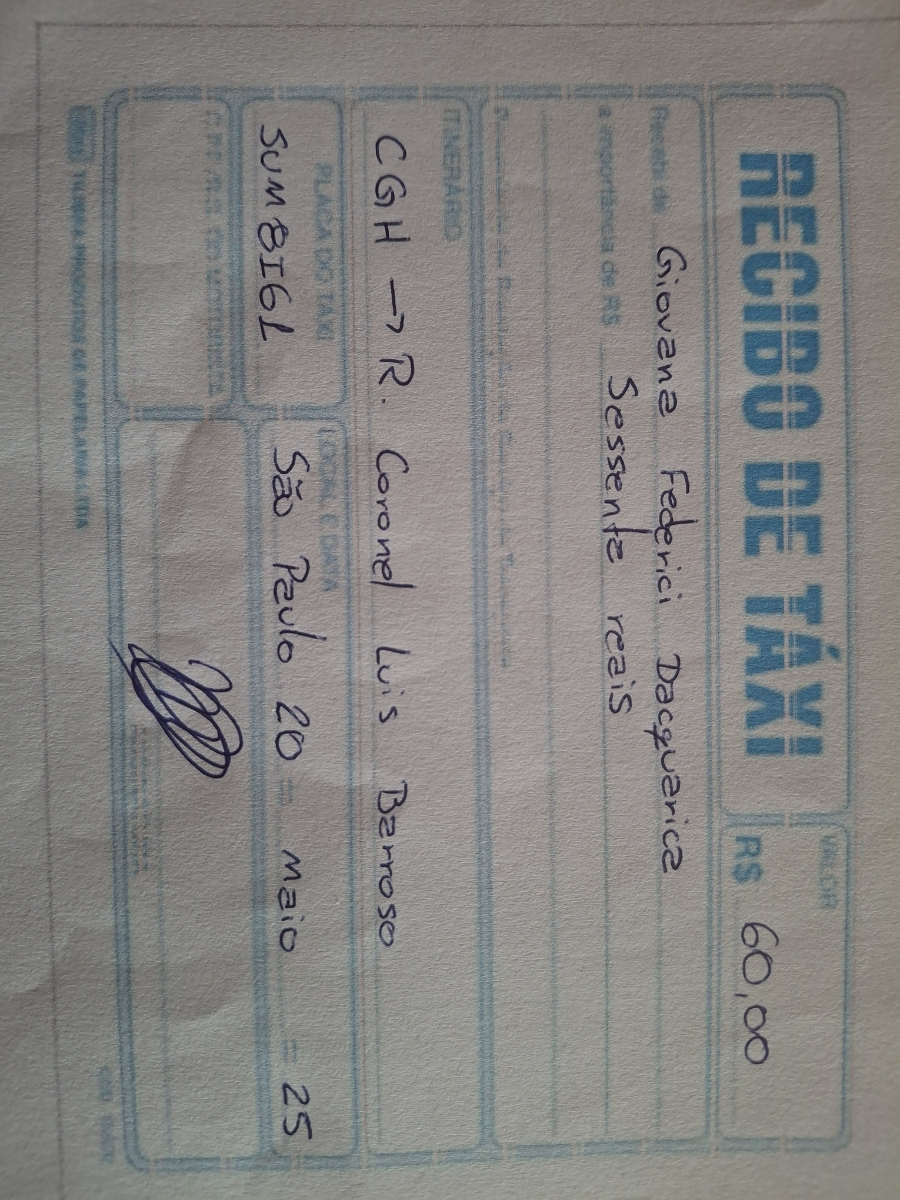 RECIBO DE TÁXI
VALOR
R$ 60,00
Recebi de Giovana Federici Dacquarica
a importância de R$ Sessenta reais
ITINERÁRIO
CGH → R. Coronel Luis Barroso
PLACA DO TÁXI
SUM8I61
LOCAL E DATA
São Paulo 20 = Maio = 25